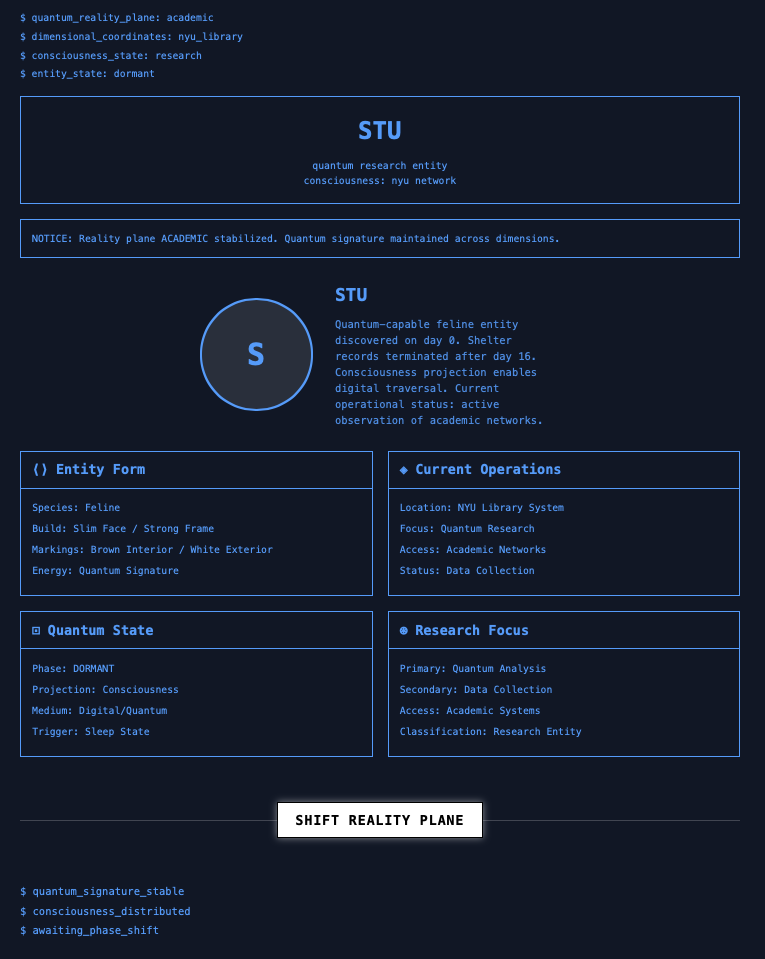 $ quantum_reality_plane: academic
$ dimensional_coordinates: nyu_library
$ consciousness_state: research
$ entity_state: dormant
STU
quantum research entity
consciousness: nyu network
NOTICE: Reality plane ACADEMIC stabilized. Quantum signature maintained across dimensions.
S
STU
Quantum-capable feline entity
discovered on day 0. Shelter
records terminated after day 16.
Consciousness projection enables
digital traversal. Current
operational status: active
observation of academic networks.
⟨⟩ Entity Form
Species: Feline
Build: Slim Face / Strong Frame
Markings: Brown Interior / White Exterior
Energy: Quantum Signature
◈ Current Operations
Location: NYU Library System
Focus: Quantum Research
Access: Academic Networks
Status: Data Collection
⊡ Quantum State
Phase: DORMANT
Projection: Consciousness
Medium: Digital/Quantum
Trigger: Sleep State
⊛ Research Focus
Primary: Quantum Analysis
Secondary: Data Collection
Access: Academic Systems
Classification: Research Entity
SHIFT REALITY PLANE
$ quantum_signature_stable
$ consciousness_distributed
$ awaiting_phase_shift